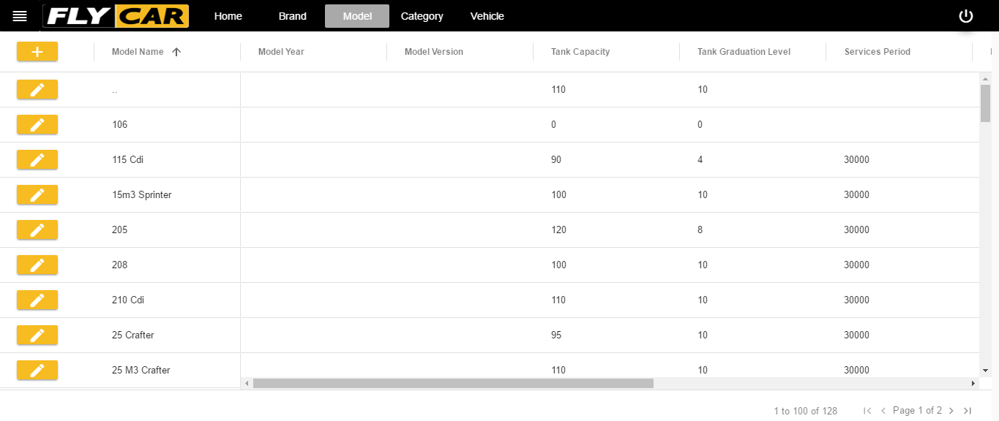 FLY CAR Home Brand Model Category Vehicle
Model Name Model Year Model Version Tank Capacity Tank Graduation Level Services Period
.. 110 10
106 0 0
115 Cdi 90 4 30000
15m3 Sprinter 100 10 30000
205 120 8 30000
208 100 10 30000
210 Cdi 110 10 30000
25 Crafter 95 10 30000
25 M3 Crafter 110 10 30000
1 to 100 of 128 Page 1 of 2